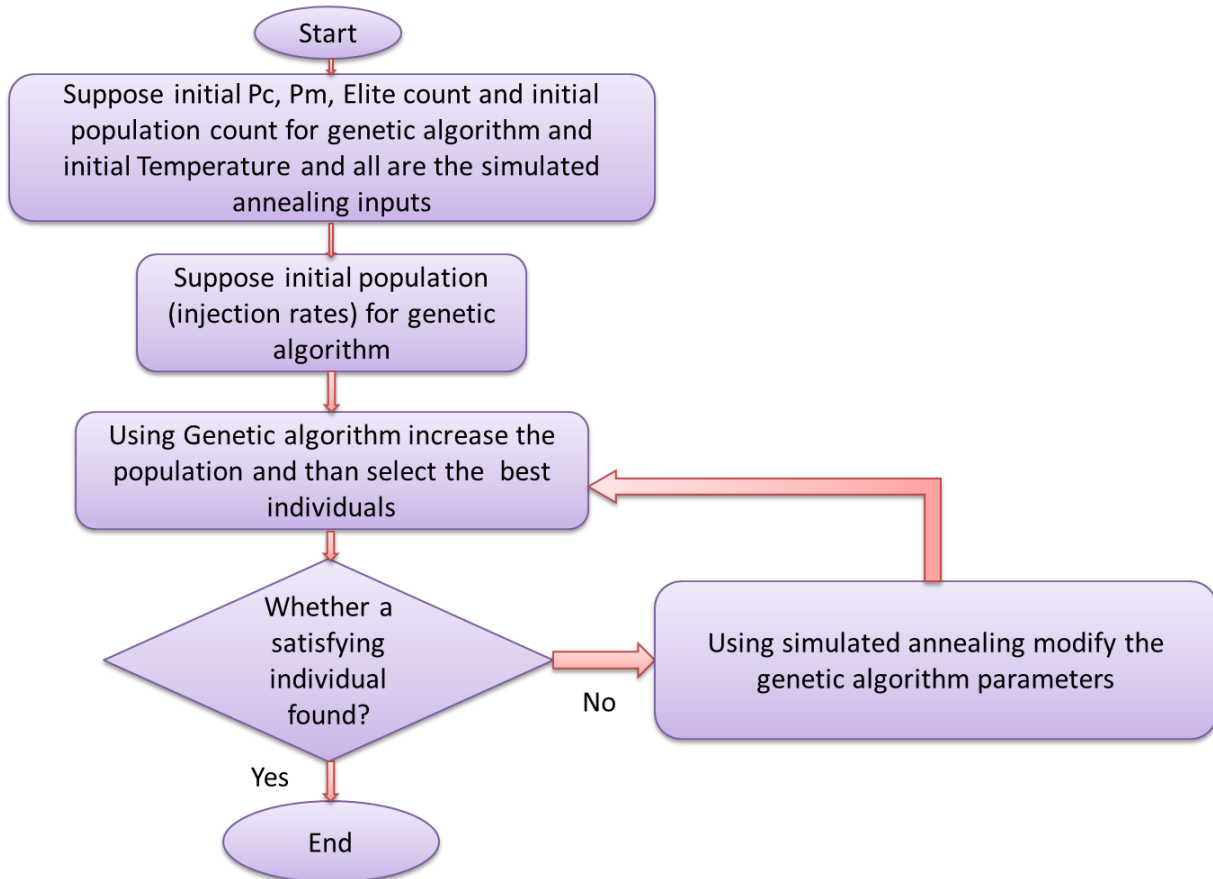 Start
Suppose initial Pc, Pm, Elite count and initial
population count for genetic algorithm and
initial Temperature and all are the simulated
annealing inputs
Suppose initial population
(injection rates) for genetic
algorithm
Using Genetic algorithm increase the
population and than select the best
individuals
Whether a
satisfying
individual
found?
No
Using simulated annealing modify the
genetic algorithm parameters
Yes
End